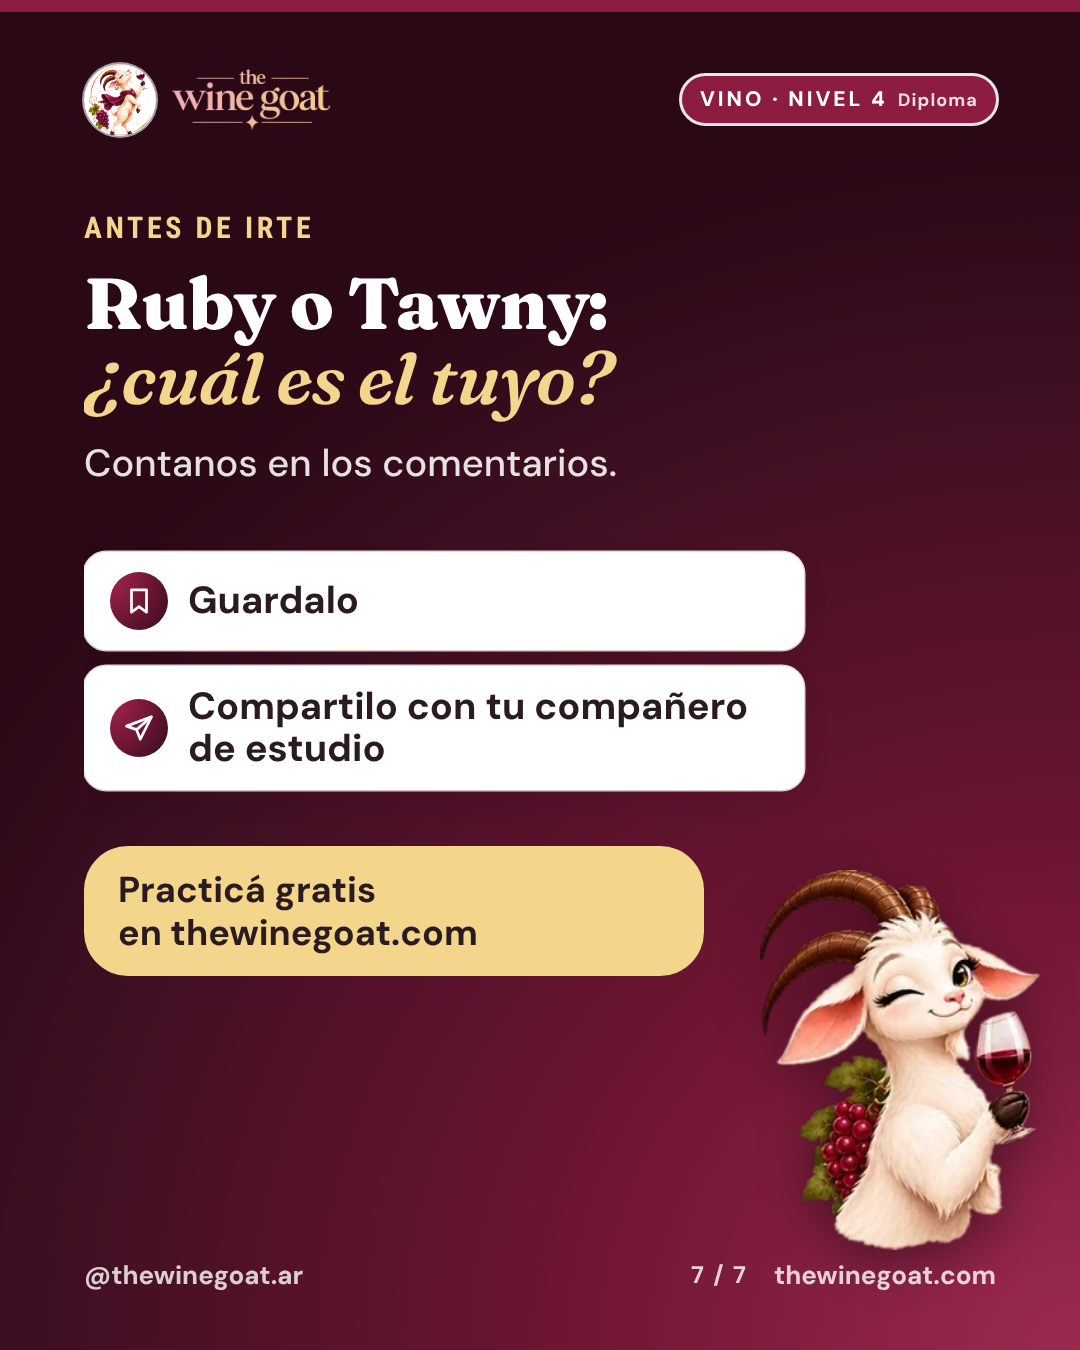 the
wine goat
VINO · NIVEL 4 Diploma
ANTES DE IRTE
Ruby o Tawny:
¿cuál es el tuyo?
Contanos en los comentarios.
Guardalo
Compartilo con tu compañero
de estudio
Practicá gratis
en thewinegoat.com
@thewinegoat.ar
7 / 7
thewinegoat.com